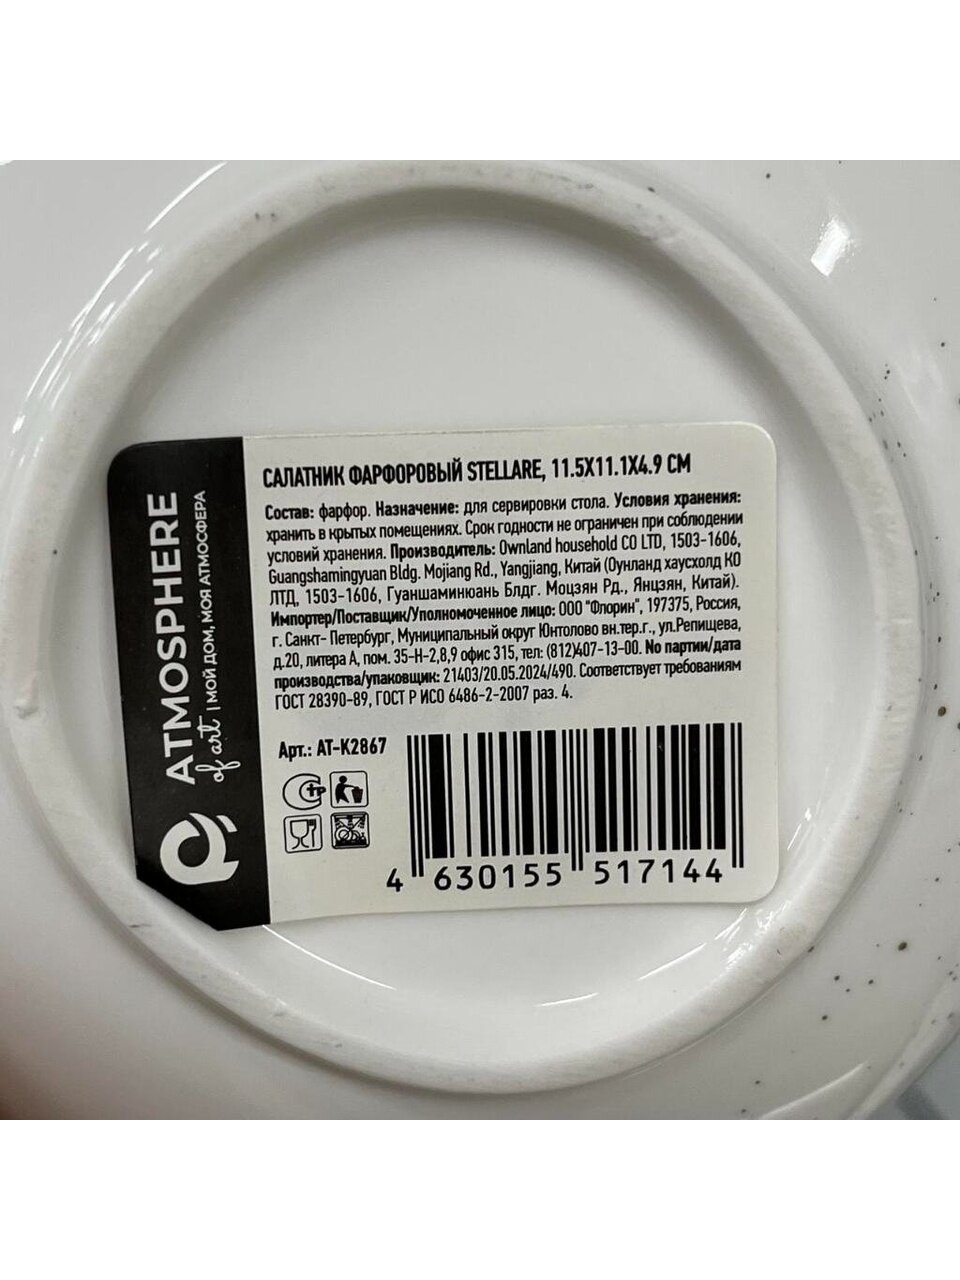 ATMOSPHERE
of art | МОЙ ДОМ, МОЯ АТМОСФЕРА
САЛАТНИК ФАРФОРОВЫЙ STELLARE, 11.5X11.1X4.9 СМ
Состав: фарфор. Назначение: для сервировки стола. Условия хранения:
хранить в крытых помещениях. Срок годности не ограничен при соблюдении
условий хранения. Производитель: Ownland household CO LTD, 1503-1606,
Guangshamingyuan Bldg. Mojiang Rd., Yangjiang, Китай (Оунланд хаусхолд КО
ЛТД, 1503-1606, Гуаншаминюань Блдг. Моцзян Рд., Янцзян, Китай).
Импортер/Поставщик/Уполномоченное лицо: ООО "Флорин", 197375, Россия,
г. Санкт- Петербург, Муниципальный округ Юнтолово вн.тер.г., ул.Репищева,
д.20, литера А, пом. 35-Н-2,8,9 офис 315, тел: (812)407-13-00. No партии/дата
производства/упаковщик: 21403/20.05.2024/490. Соответствует требованиям
ГОСТ 28390-89, ГОСТ Р ИСО 6486-2-2007 раз. 4.
Арт.: AT-K2867
4 630155 517144